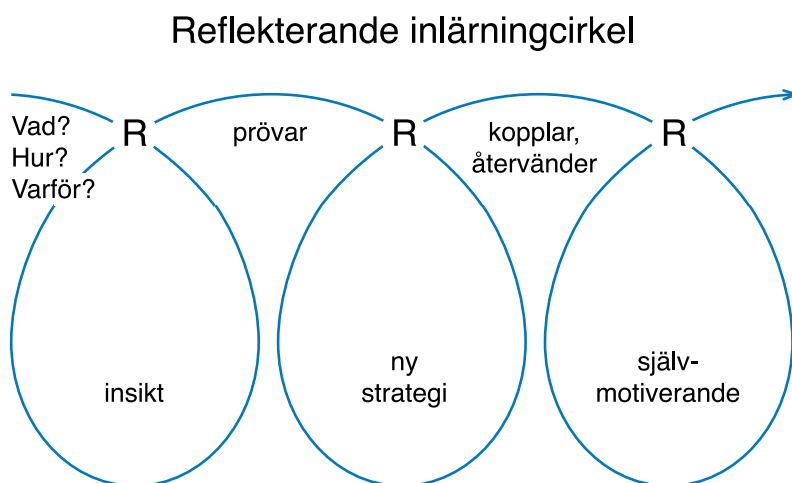 Reflekterande inlärningcirkel
Vad?
Hur?
Varför?
R
prövar
R
kopplar,
återvänder
R
insikt
ny
strategi
själv-
motiverande